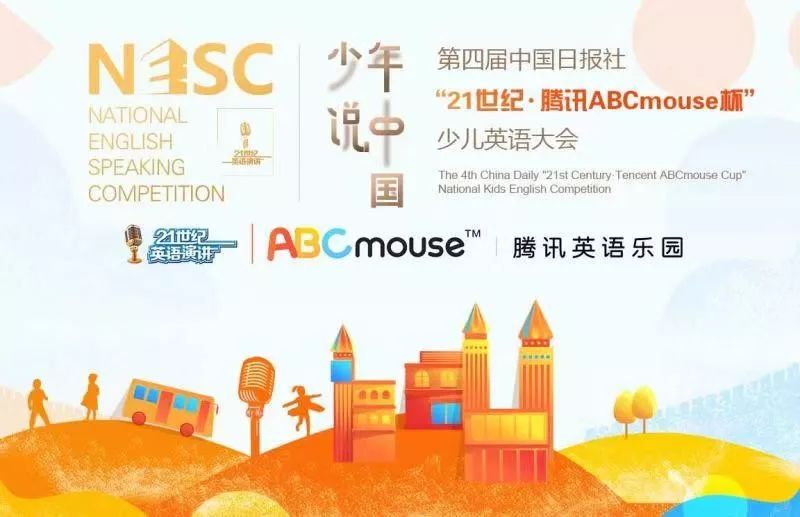 NESC
NATIONAL
ENGLISH
SPEAKING
COMPETITION
21世纪
英语演讲
少年
说中
国
第四届中国日报社
“21世纪·腾讯ABCmouse杯”
少儿英语大会
The 4th China Daily "21st Century·Tencent ABCmouse Cup"
National Kids English Competition
21世纪
英语演讲
ABCmouse™
腾讯英语乐园